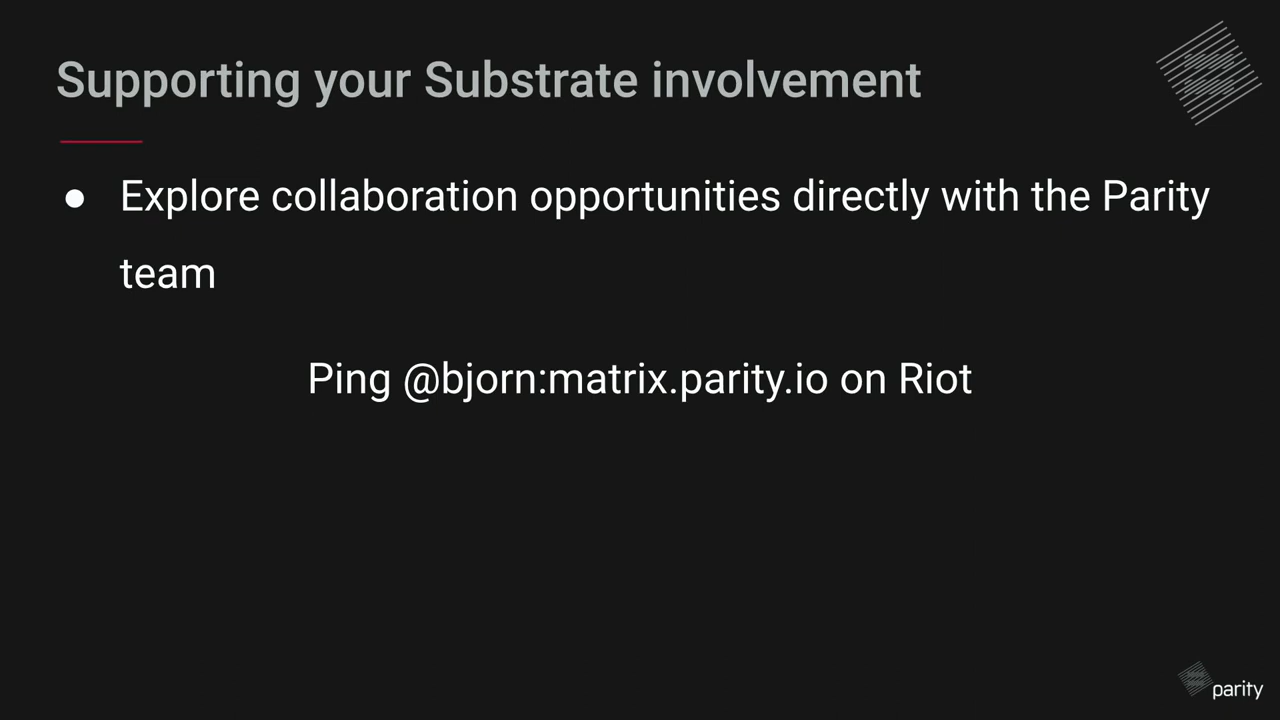 Supporting your Substrate involvement
● Explore collaboration opportunities directly with the Parity
team
Ping @bjorn:matrix.parity.io on Riot
parity